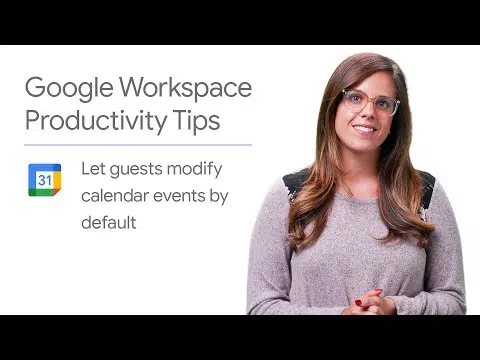 Google Workspace
Productivity Tips
31
Let guests modify
calendar events by
default